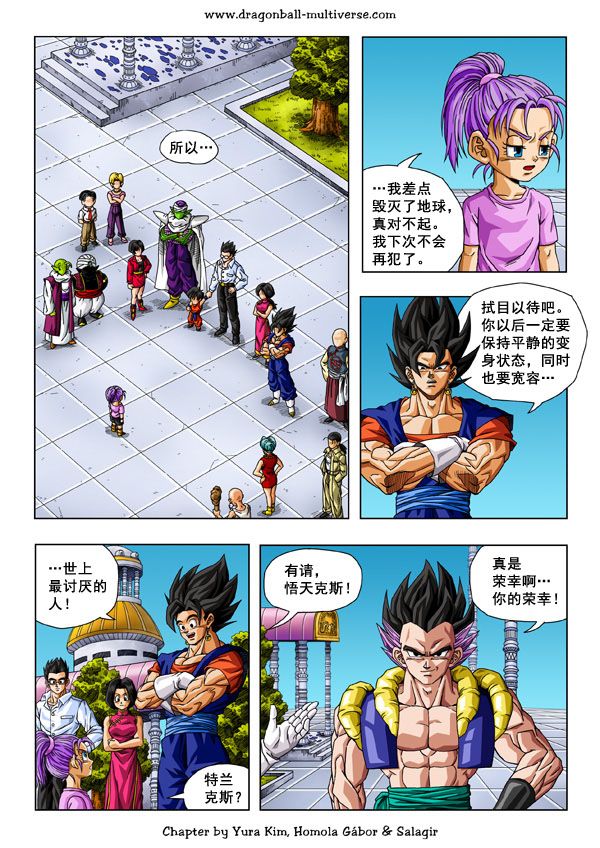 www.dragonball-multiverse.com
所以…
…我差点
毁灭了地球,
真对不起。
我下次不会
再犯了。
拭目以待吧。
你以后一定要
保持平静的变
身状态，同时
也要宽容…
…世上
最讨厌的
人！
特兰
克斯？
有请，
悟天克斯！
真是
荣幸啊…
你的荣幸！
Chapter by Yura Kim, Homola Gábor & Salagir